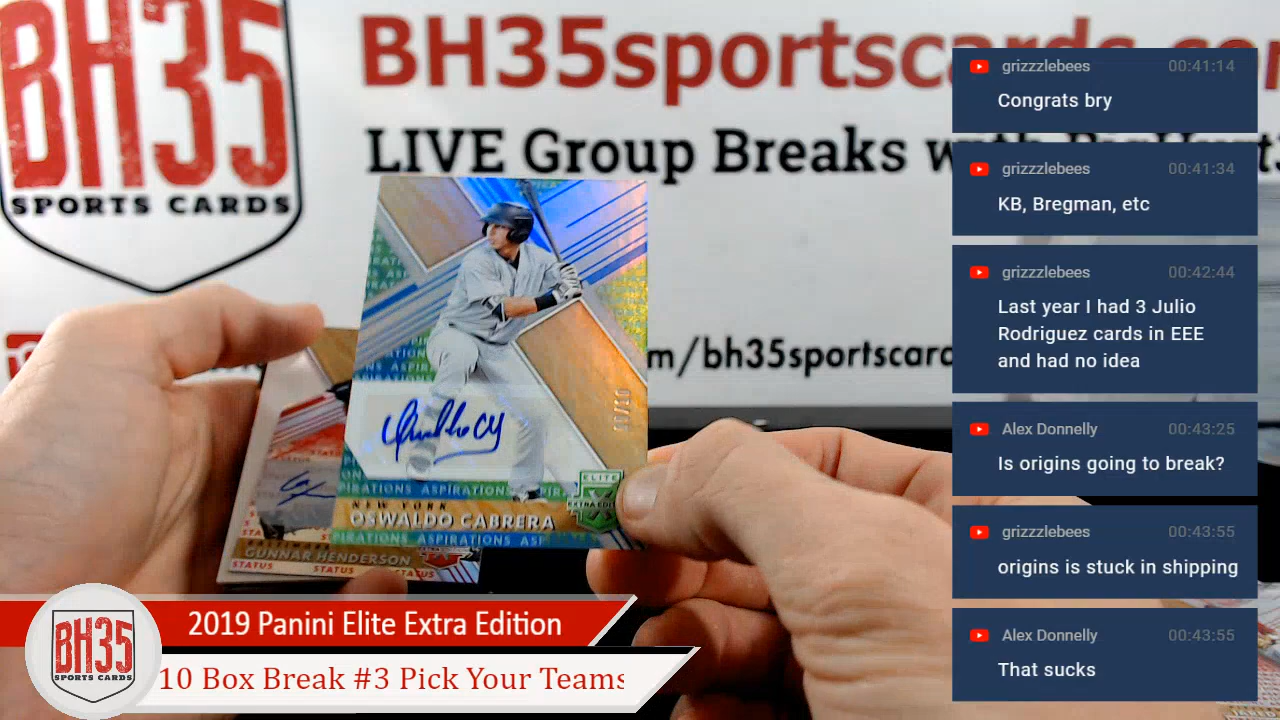 BH35
SPORTS CARDS
BH35sportsc
LIVE Group Breaks
m/bh35sportscard
ASPIRATIONS
NEW YORK
OSWALDO CABRERA
ELITE
EXTRA EDITION
GUNNAR HENDERSON
STATUS STATUS STATUS
grizzzlebees 00:41:14
Congrats bry
grizzzlebees 00:41:34
KB, Bregman, etc
grizzzlebees 00:42:44
Last year I had 3 Julio
Rodriguez cards in EEE
and had no idea
Alex Donnelly 00:43:25
Is origins going to break?
grizzzlebees 00:43:55
origins is stuck in shipping
Alex Donnelly 00:43:55
That sucks
BH35
SPORTS CARDS
2019 Panini Elite Extra Edition
10 Box Break #3 Pick Your Teams